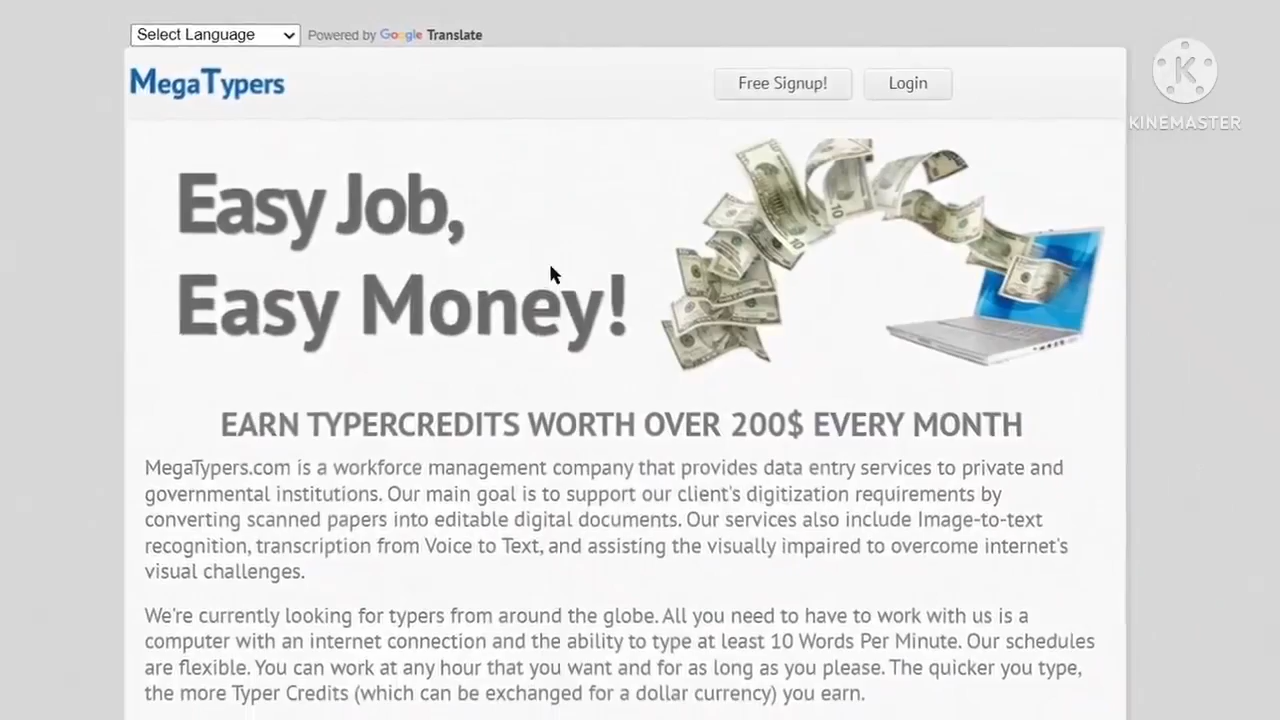 Select Language Powered by Google Translate
MegaTypers
Free Signup! Login
KINEMASTER
Easy Job,
Easy Money!
EARN TYPERCREDITS WORTH OVER 200$ EVERY MONTH
MegaTypers.com is a workforce management company that provides data entry services to private and
governmental institutions. Our main goal is to support our client's digitization requirements by
converting scanned papers into editable digital documents. Our services also include Image-to-text
recognition, transcription from Voice to Text, and assisting the visually impaired to overcome internet's
visual challenges.
We're currently looking for typers from around the globe. All you need to have to work with us is a
computer with an internet connection and the ability to type at least 10 Words Per Minute. Our schedules
are flexible. You can work at any hour that you want and for as long as you please. The quicker you type,
the more Typer Credits (which can be exchanged for a dollar currency) you earn.